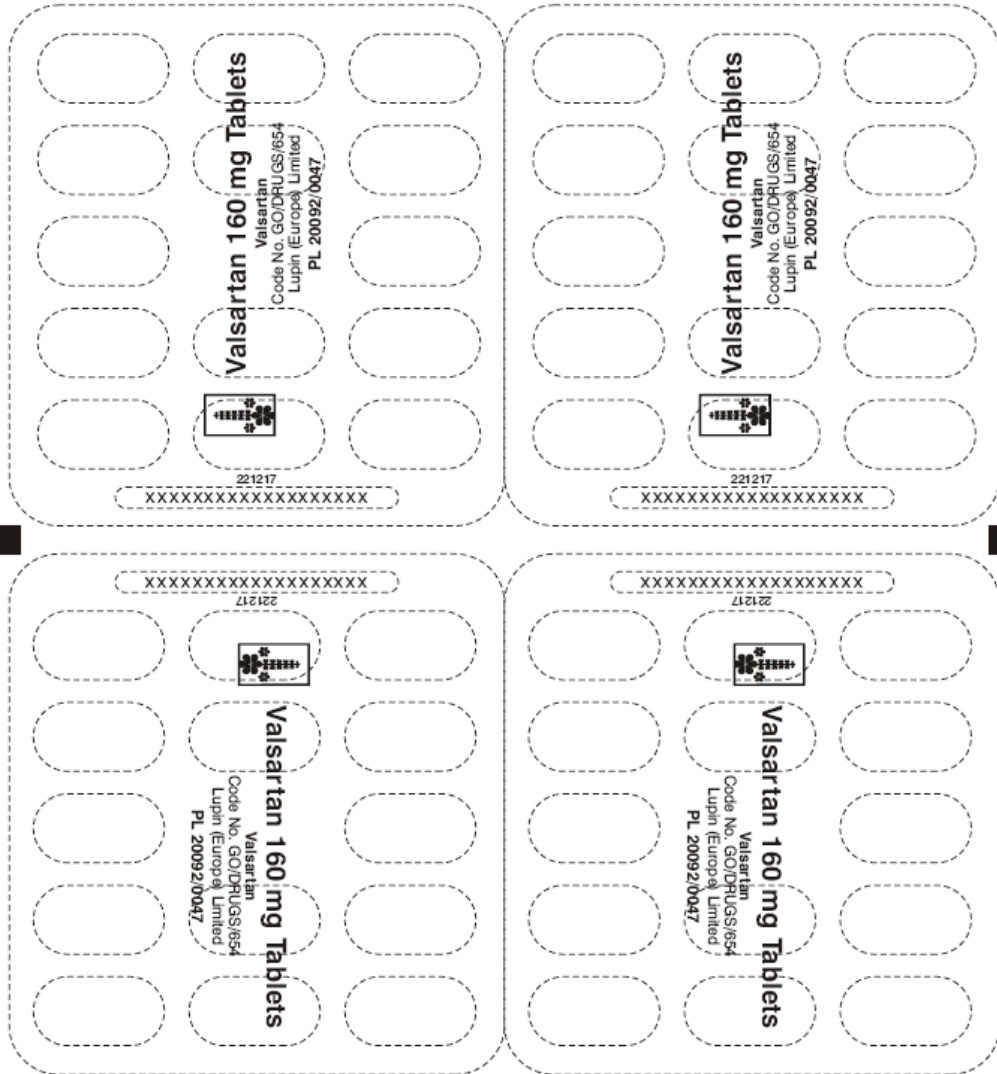 Valsartan 160 mg Tablets
Valsartan
Code No. GO/DRUGS/654
Lupin (Europe) Limited
PL 20092/0047
221217
XXXXXXXXXXXXXXXXXXX
Valsartan 160 mg Tablets
Valsartan
Code No. GO/DRUGS/654
Lupin (Europe) Limited
PL 20092/0047
221217
XXXXXXXXXXXXXXXXXXX
XXXXXXXXXXXXXXXXXXX
221217
Valsartan 160 mg Tablets
Valsartan
Code No. GO/DRUGS/654
Lupin (Europe) Limited
PL 20092/0047
XXXXXXXXXXXXXXXXXXX
221217
Valsartan 160 mg Tablets
Valsartan
Code No. GO/DRUGS/654
Lupin (Europe) Limited
PL 20092/0047